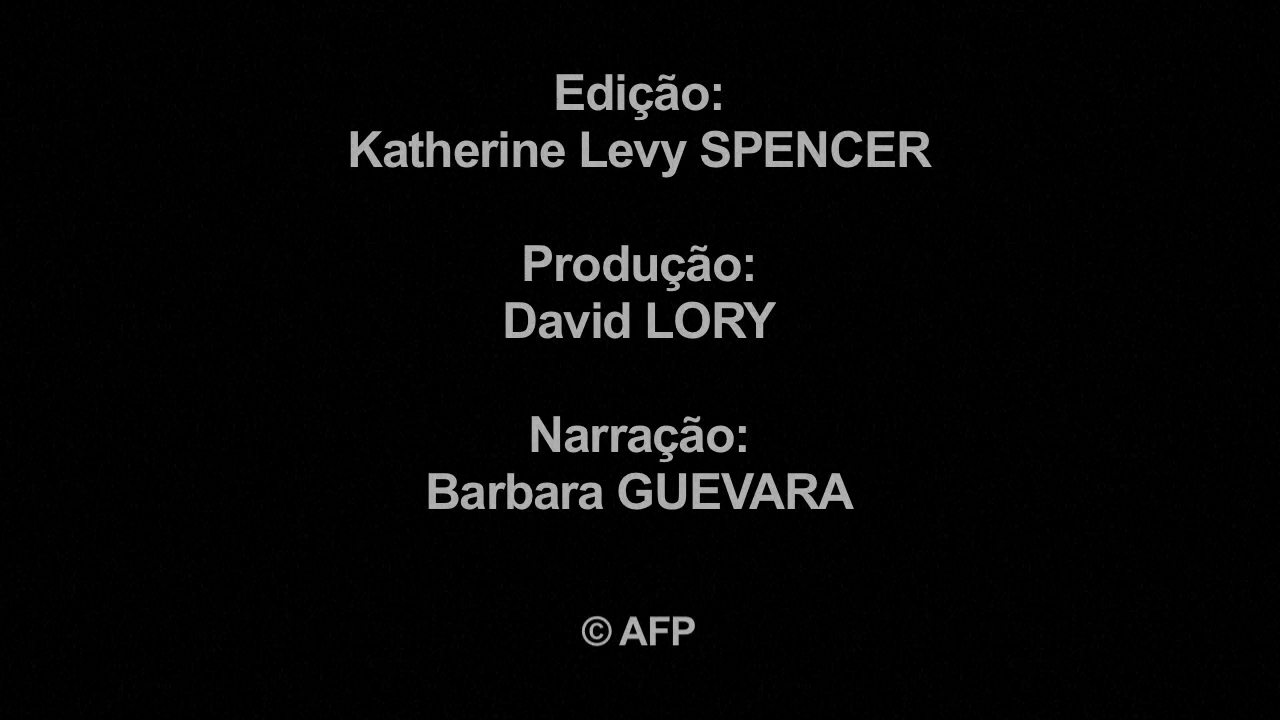 Edição:
Katherine Levy SPENCER
Produção:
David LORY
Narração:
Barbara GUEVARA
© AFP